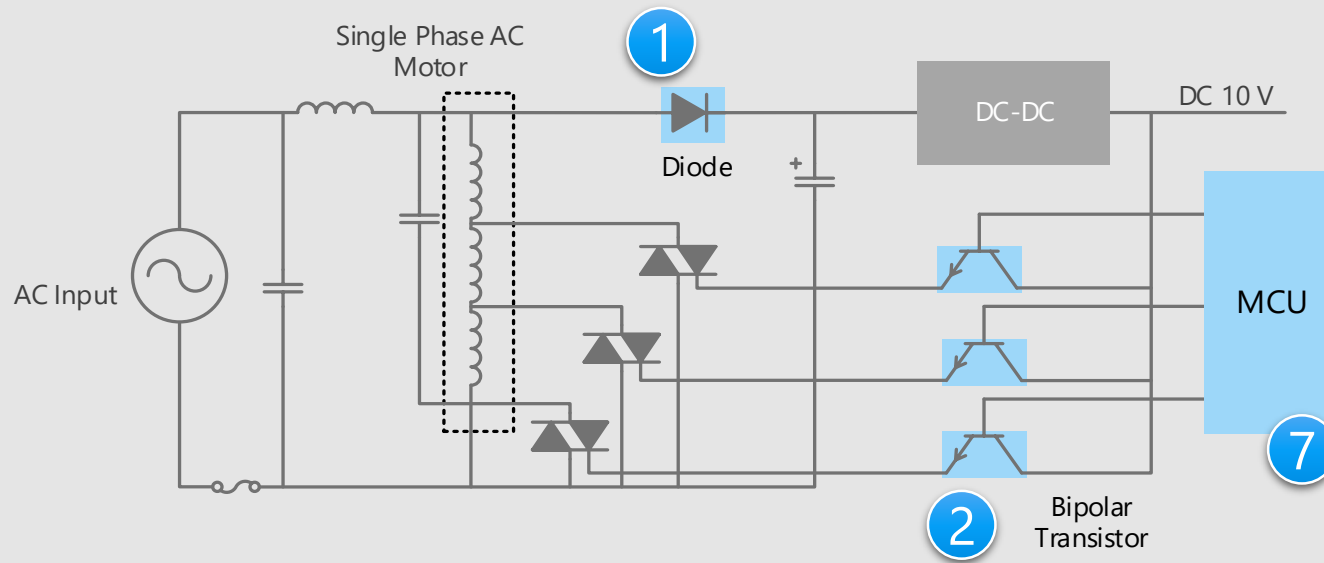 Single Phase AC
Motor
1
DC-DC
DC 10 V
Diode
+
AC Input
MCU
7
2
Bipolar
Transistor